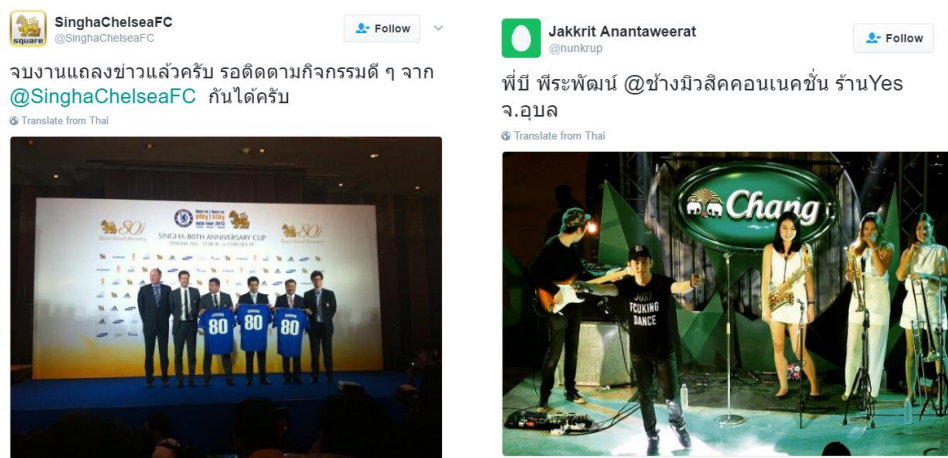 SinghaChelseaFC
@SinghaChelseaFC
square
Follow
จบงานแถลงข่าวแล้วครับ รอติดตามกิจกรรมดี ๆ จาก
@SinghaChelseaFC กันได้ครับ
Translate from Thai
80
SINGHA 80TH ANNIVERSARY CUP
80
80
80
Jakkrit Anantaweerat
@nunkrup
Follow
พี่บี พีระพัฒน์ @ช้างมิวสิคคอนเนคชั่น ร้านYes
จ.อุบล
Translate from Thai
Chang
JUST
FCUKING
DANCE